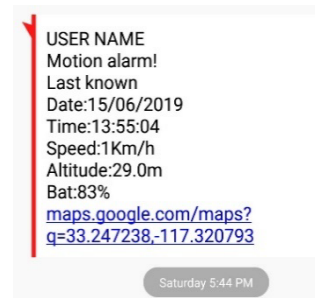 USER NAME
Motion alarm!
Last known
Date:15/06/2019
Time:13:55:04
Speed:1Km/h
Altitude:29.0m
Bat:83%
maps.google.com/maps?
q=33.247238,-117.320793
Saturday 5:44 PM